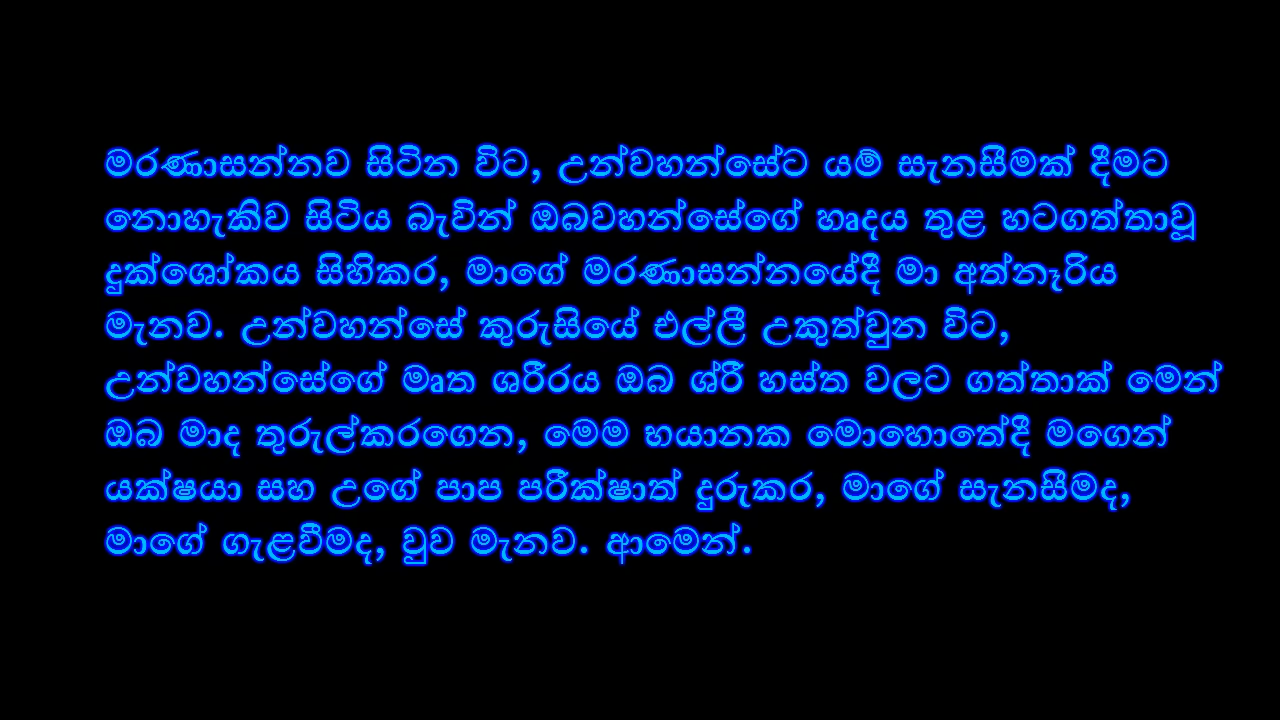 මරණාසන්නව සිටින විට, උන්වහන්සේට යම් සැනසීමක් දීමට
නොහැකිව සිටිය බැවින් ඔබවහන්සේගේ හෘදය තුළ හටගත්තාවූ
දුක්ශෝකය සිහිකර, මාගේ මරණාසන්නයේදී මා අත්නෑරිය
මැනව. උන්වහන්සේ කුරුසියේ එල්ලී උකුත්වුන විට,
උන්වහන්සේගේ මෘත ශරීරය ඔබ ශ්රී හස්ත වලට ගත්තාක් මෙන්
ඔබ මාද තුරුල්කරගෙන, මෙම භයානක මොහොතේදී මගෙන්
යක්ෂයා සහ උගේ පාප පරීක්ෂාත් දුරුකර, මාගේ සැනසීමද,
මාගේ ගැළවීමද, වුව මැනව. ආමෙන්.